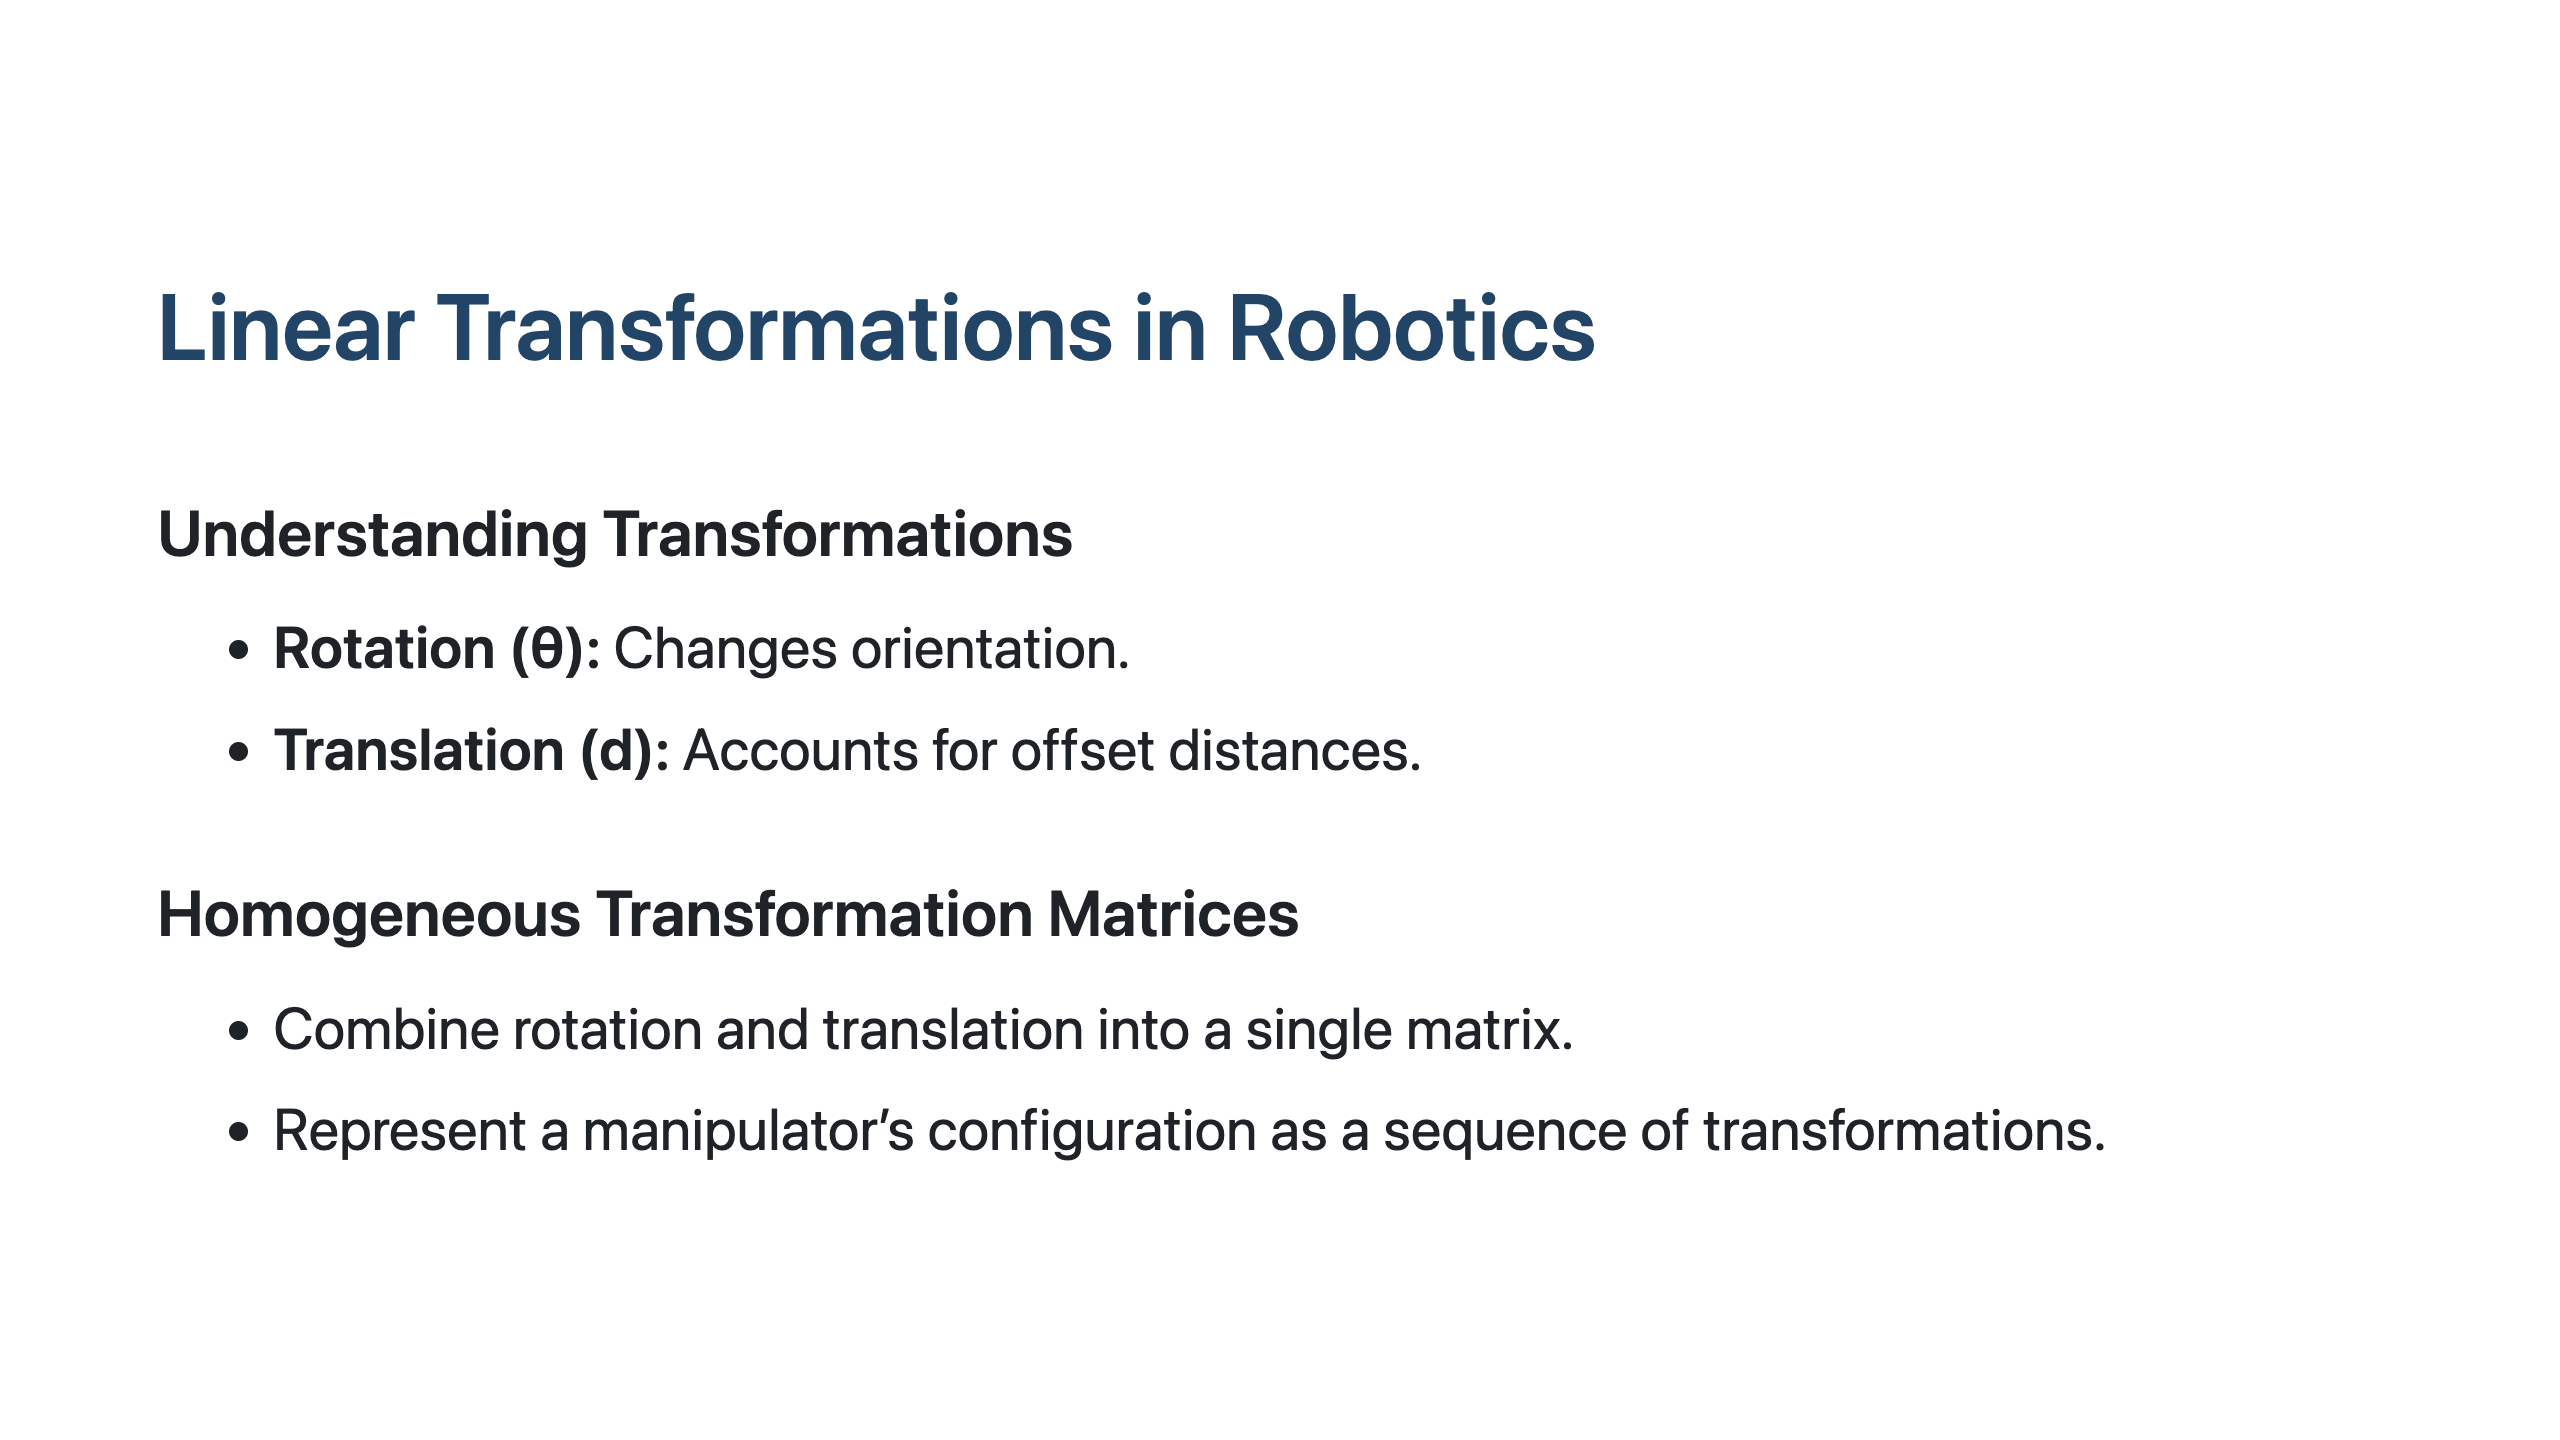 Linear Transformations in Robotics
Understanding Transformations
• Rotation (θ): Changes orientation.
• Translation (d): Accounts for offset distances.
Homogeneous Transformation Matrices
• Combine rotation and translation into a single matrix.
• Represent a manipulator’s configuration as a sequence of transformations.